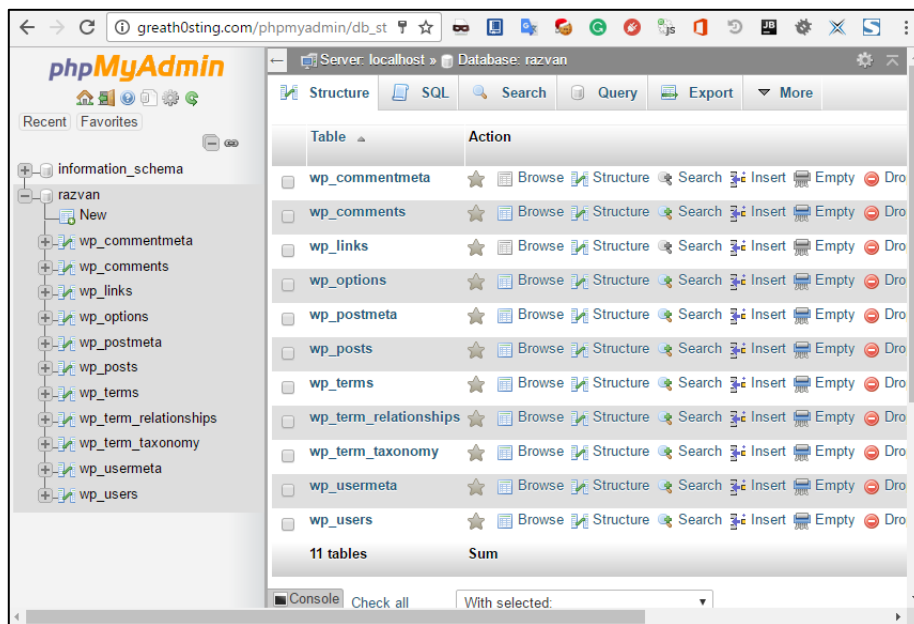 greath0sting.com/phpmyadmin/db_st
phpMyAdmin
Recent Favorites
information_schema
razvan
New
wp_commentmeta
wp_comments
wp_links
wp_options
wp_postmeta
wp_posts
wp_terms
wp_term_relationships
wp_term_taxonomy
wp_usermeta
wp_users
Server: localhost » Database: razvan
Structure SQL Search Query Export More
Table Action
wp_commentmeta Browse Structure Search Insert Empty Dro
wp_comments Browse Structure Search Insert Empty Dro
wp_links Browse Structure Search Insert Empty Dro
wp_options Browse Structure Search Insert Empty Dro
wp_postmeta Browse Structure Search Insert Empty Dro
wp_posts Browse Structure Search Insert Empty Dro
wp_terms Browse Structure Search Insert Empty Dro
wp_term_relationships Browse Structure Search Insert Empty Dro
wp_term_taxonomy Browse Structure Search Insert Empty Dro
wp_usermeta Browse Structure Search Insert Empty Dro
wp_users Browse Structure Search Insert Empty Dro
11 tables Sum
Console Check all With selected: